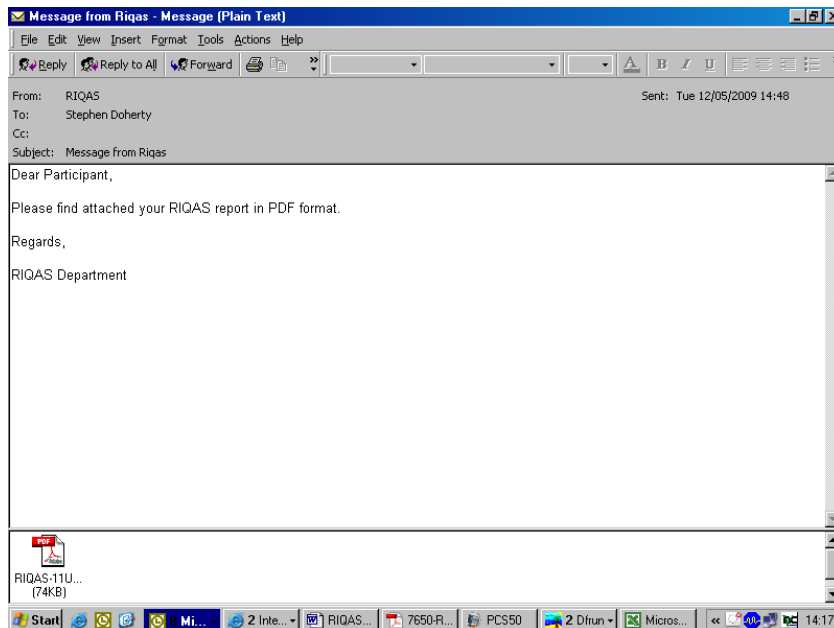 Message from Riqas - Message (Plain Text)
File Edit View Insert Format Tools Actions Help
Reply Reply to All Forward A B I U
From: RIQAS Sent: Tue 12/05/2009 14:48
To: Stephen Doherty
Cc:
Subject: Message from Riqas
Dear Participant,
Please find attached your RIQAS report in PDF format.
Regards,
RIQAS Department
PDF
Adobe
RIQAS-11U...
(74KB)
Start Mi... 2 Inte... RIQAS... 7650-R... PCS50 2 Dfrun Micros... « 14:17